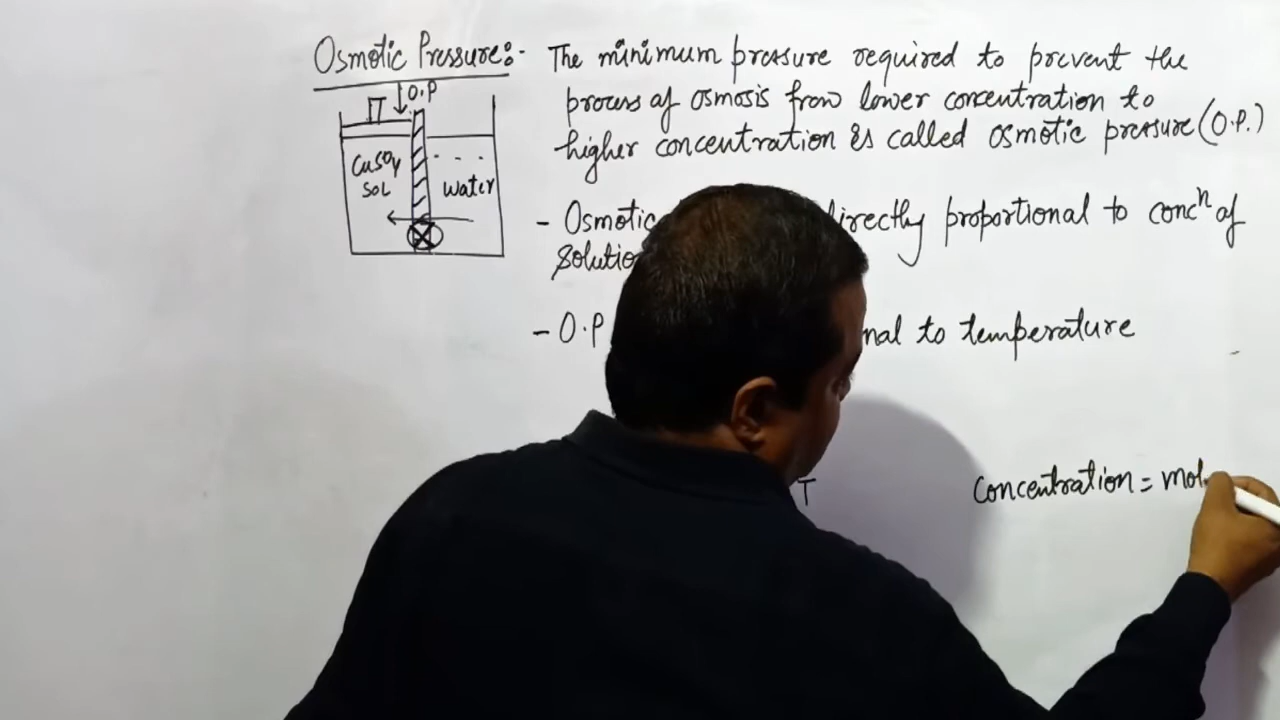 Osmotic Pressure:- The minimum pressure required to prevent the
process of osmosis from lower concentration to
higher concentration is called osmotic pressure (O.P.)
O.P
π
CuSO4
sol
water
- Osmotic directly proportional to concn of
solution
- O.P nal to temperature
T
Concentration = mol